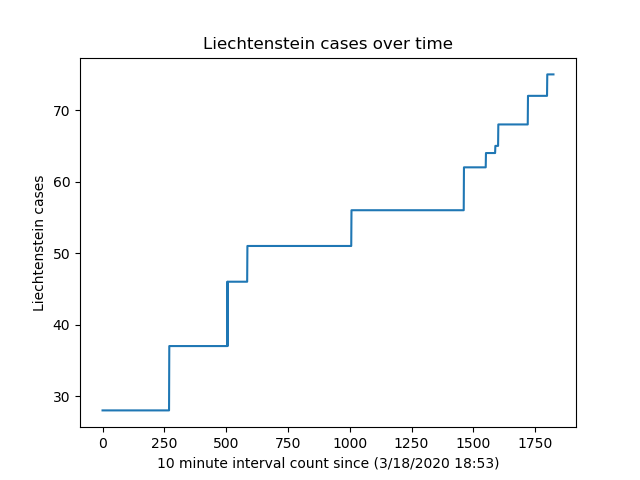 Liechtenstein cases over time
Liechtenstein cases
70
60
50
40
30
0 250 500 750 1000 1250 1500 1750
10 minute interval count since (3/18/2020 18:53)